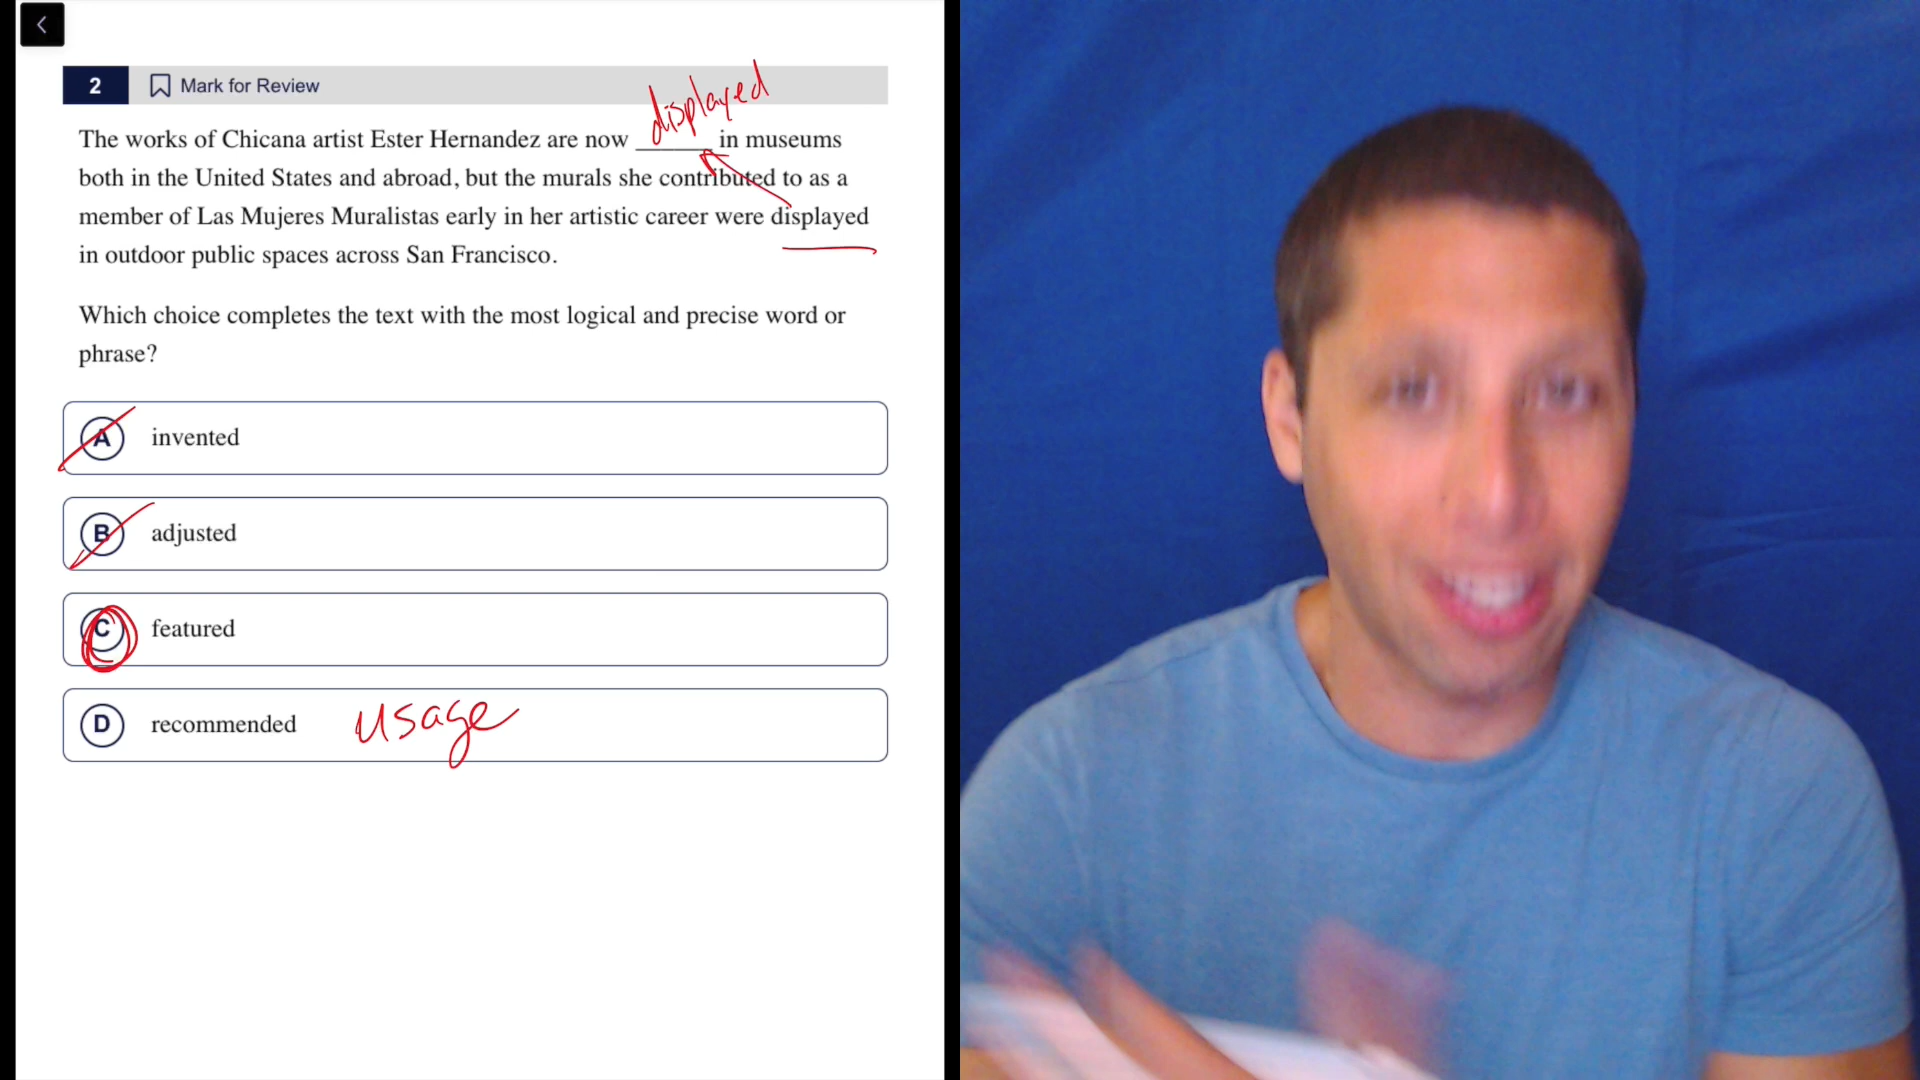 2 Mark for Review
displayed
The works of Chicana artist Ester Hernandez are now ______ in museums
both in the United States and abroad, but the murals she contributed to as a
member of Las Mujeres Muralistas early in her artistic career were displayed
in outdoor public spaces across San Francisco.
Which choice completes the text with the most logical and precise word or
phrase?
A invented
B adjusted
C featured
D recommended usage